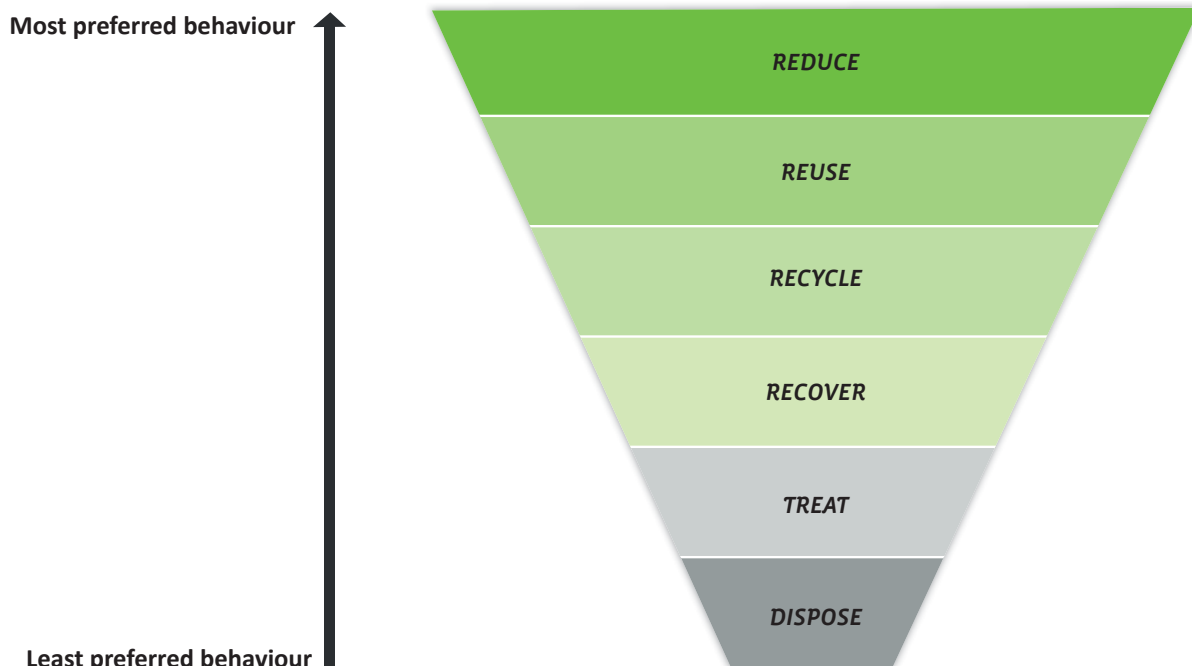 Most preferred behaviour
REDUCE
REUSE
RECYCLE
RECOVER
TREAT
DISPOSE
Least preferred behaviour